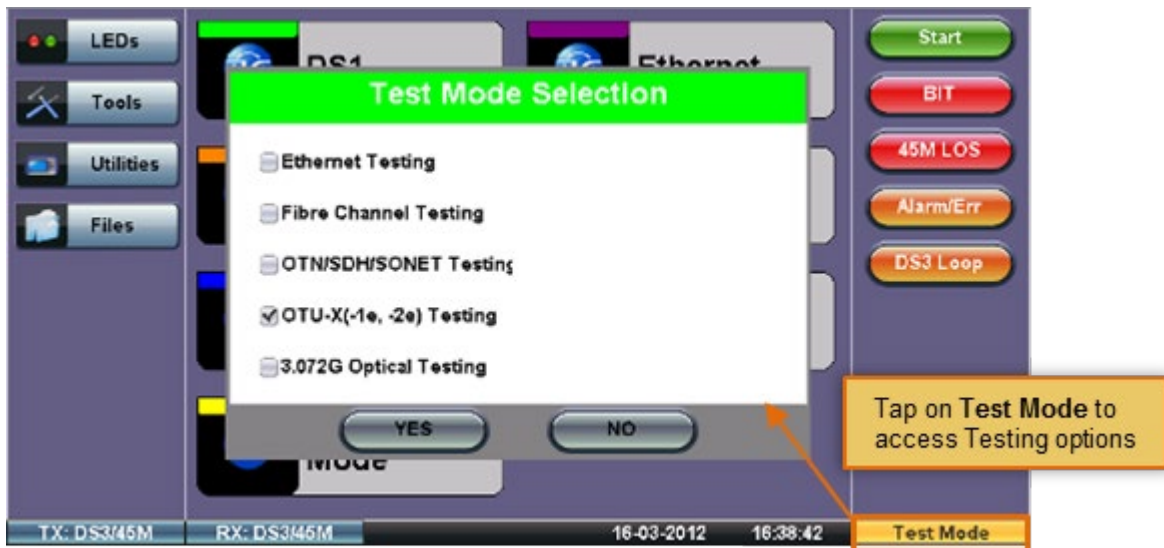 LEDs
Tools
Utilities
Files
DS1
Ethernet
Test Mode Selection
Ethernet Testing
Fibre Channel Testing
OTN/SDH/SONET Testing
OTU-X(-1e, -2e) Testing
3.072G Optical Testing
YES
NO
Mode
Start
BIT
45M LOS
Alarm/Err
DS3 Loop
Tap on Test Mode to
access Testing options
TX: DS3/45M
RX: DS3/45M
16-03-2012 16:38:42
Test Mode